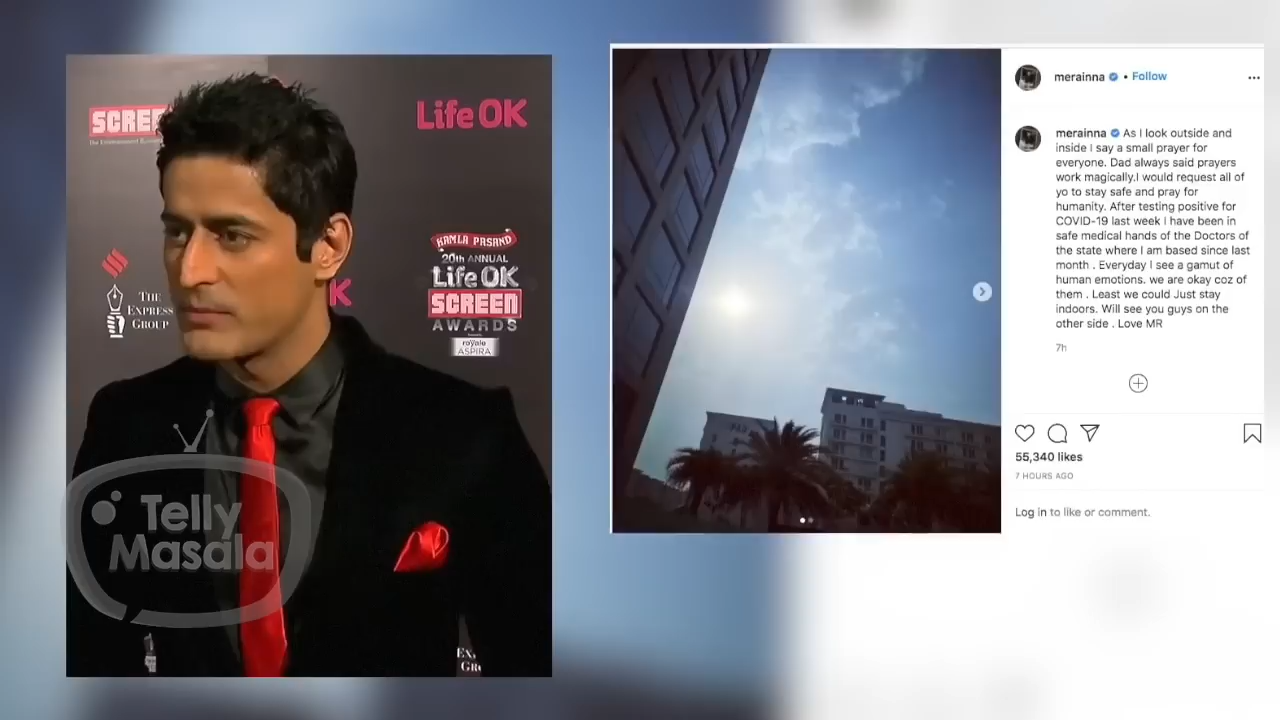 SCREE
Life OK
KAMLA PASAND
20th ANNUAL
Life OK
SCREEN
AWARDS
royale
ASPIRA
THE
EXPRESS
GROUP
K
Telly
Masala
EX
GR
merainna • Follow
merainna As I look outside and
inside I say a small prayer for
everyone. Dad always said prayers
work magically.I would request all of
yo to stay safe and pray for
humanity. After testing positive for
COVID-19 last week I have been in
safe medical hands of the Doctors of
the state where I am based since last
month . Everyday I see a gamut of
human emotions. we are okay coz of
them . Least we could Just stay
indoors. Will see you guys on the
other side . Love MR
7h
55,340 likes
7 HOURS AGO
Log in to like or comment.